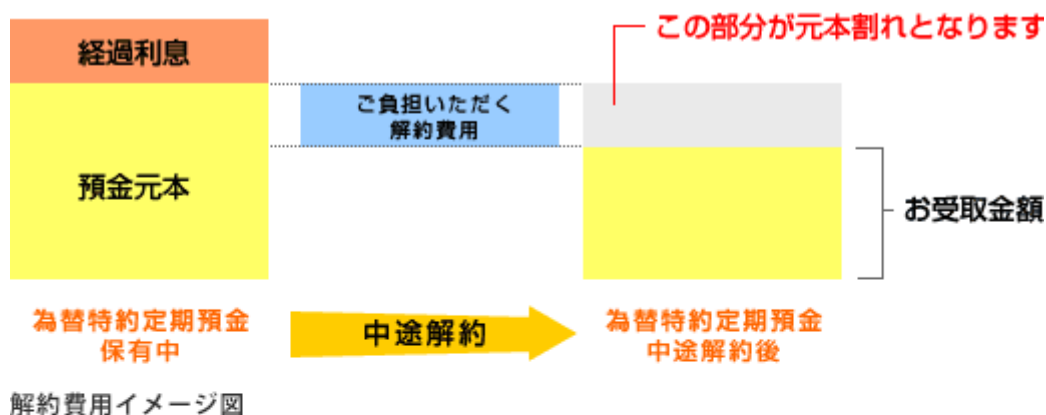 この部分が元本割れとなります
経過利息
ご負担いただく
解約費用
預金元本
お受取金額
為替特約定期預金
保有中
中途解約
為替特約定期預金
中途解約後
解約費用イメージ図